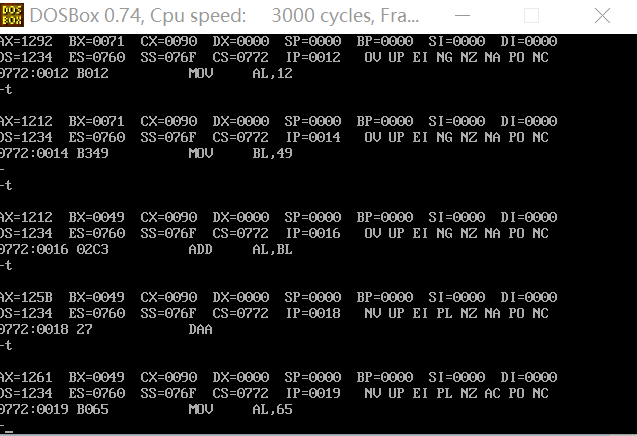 DOS
BOX
DOSBox 0.74, Cpu speed: 3000 cycles, Fra...
AX=1292 BX=0071 CX=0090 DX=0000 SP=0000 BP=0000 SI=0000 DI=0000
DS=1234 ES=0760 SS=076F CS=0772 IP=0012 OV UP EI NG NZ NA PO NC
0772:0012 B012 MOV AL,12
-t
AX=1212 BX=0071 CX=0090 DX=0000 SP=0000 BP=0000 SI=0000 DI=0000
DS=1234 ES=0760 SS=076F CS=0772 IP=0014 OV UP EI NG NZ NA PO NC
0772:0014 B349 MOV BL,49
-
-t
AX=1212 BX=0049 CX=0090 DX=0000 SP=0000 BP=0000 SI=0000 DI=0000
DS=1234 ES=0760 SS=076F CS=0772 IP=0016 OV UP EI NG NZ NA PO NC
0772:0016 02C3 ADD AL,BL
-t
AX=125B BX=0049 CX=0090 DX=0000 SP=0000 BP=0000 SI=0000 DI=0000
DS=1234 ES=0760 SS=076F CS=0772 IP=0018 NV UP EI PL NZ NA PO NC
0772:0018 27 DAA
-t
AX=1261 BX=0049 CX=0090 DX=0000 SP=0000 BP=0000 SI=0000 DI=0000
DS=1234 ES=0760 SS=076F CS=0772 IP=0019 NV UP EI PL NZ AC PO NC
0772:0019 B065 MOV AL,65
-_